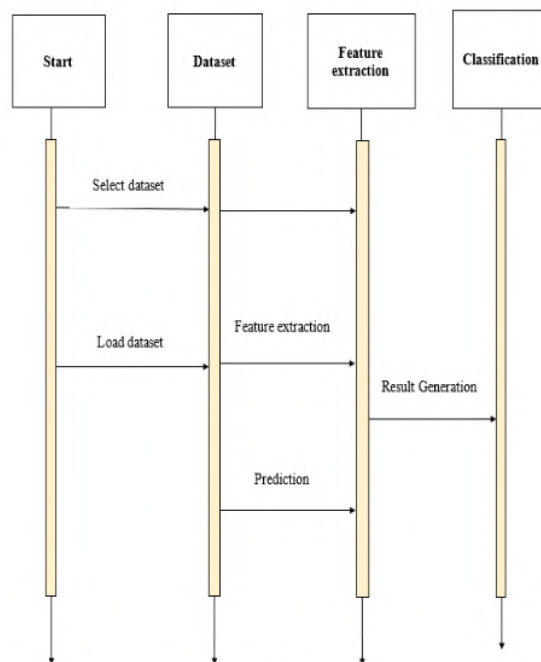 Start
Dataset
Feature
extraction
Classification
Select dataset
Load dataset
Feature extraction
Result Generation
Prediction